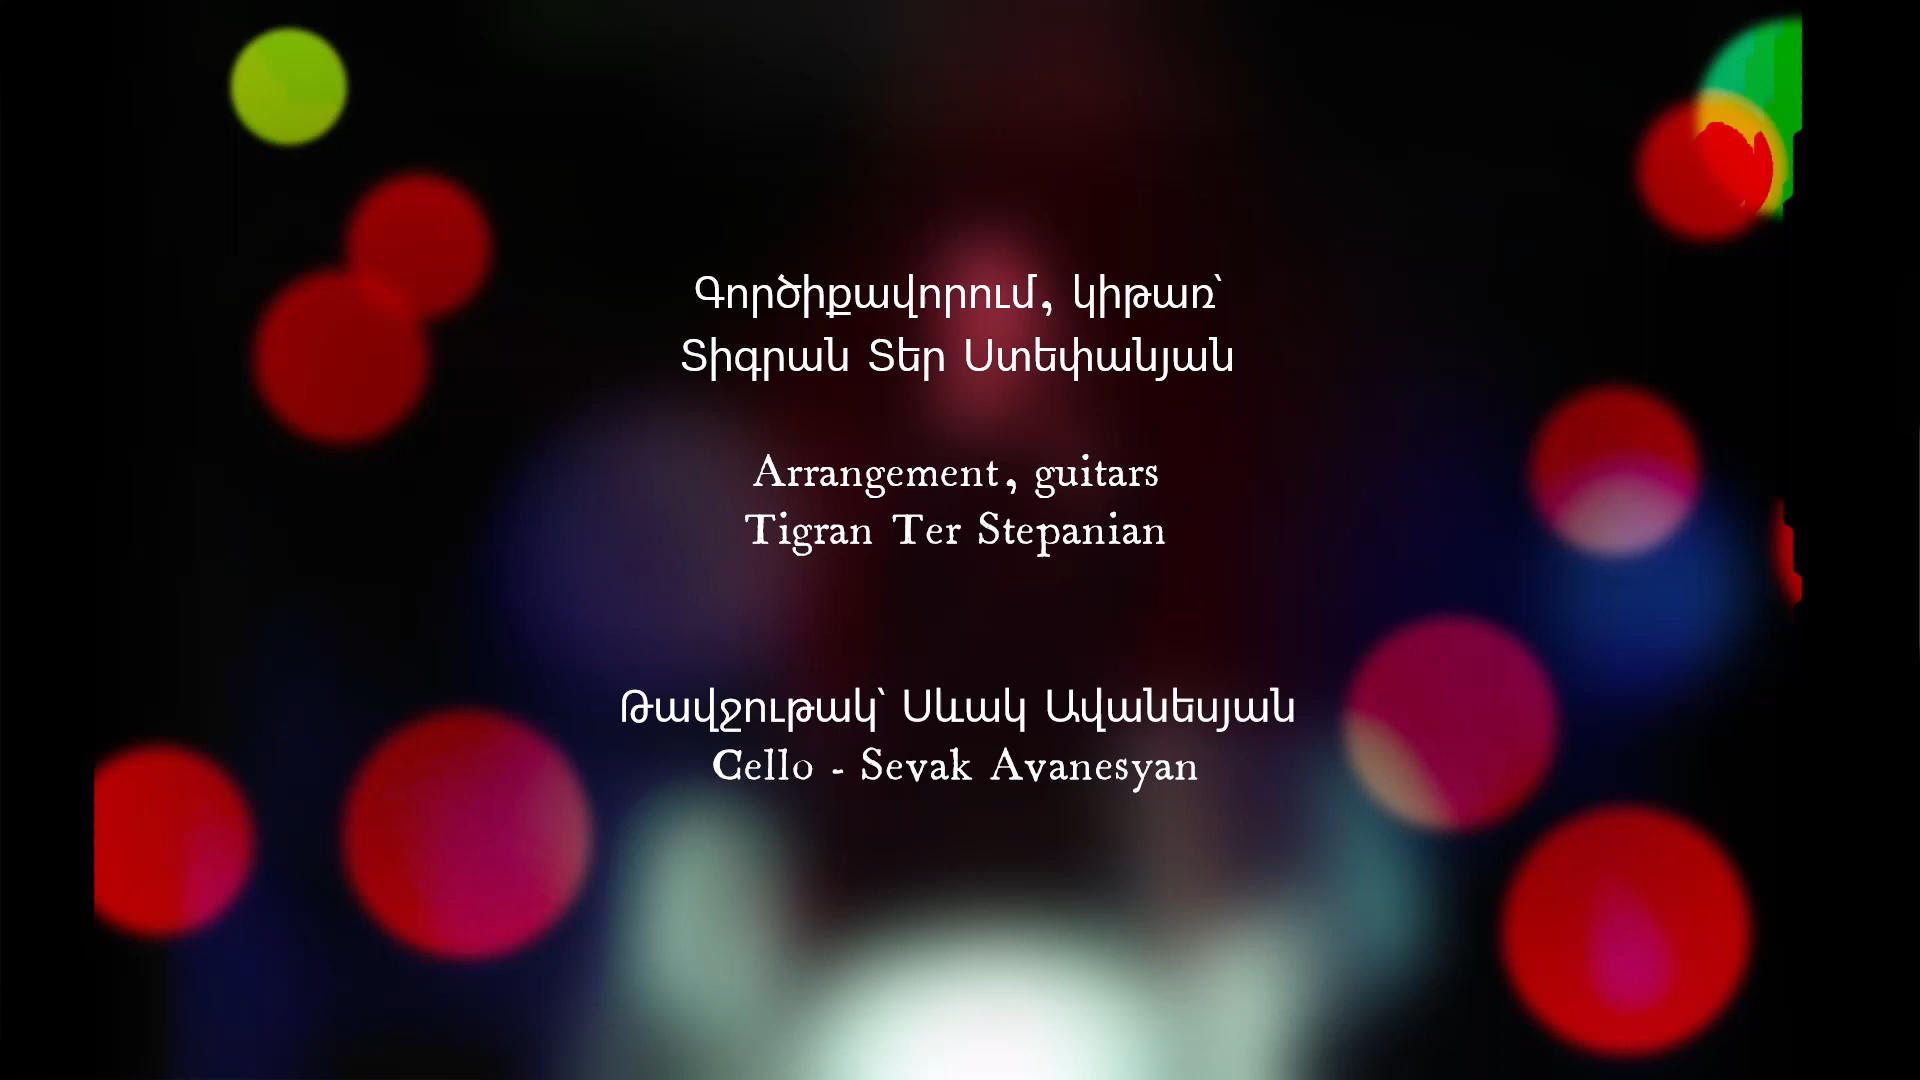 Գործիքավորում, կիթառ՝
Տիգրան Տեր Ստեփանյան
Arrangement, guitars
Tigran Ter Stepanian
Թավջութակ՝ Սևակ Ավանեսյան
Cello - Sevak Avanesyan